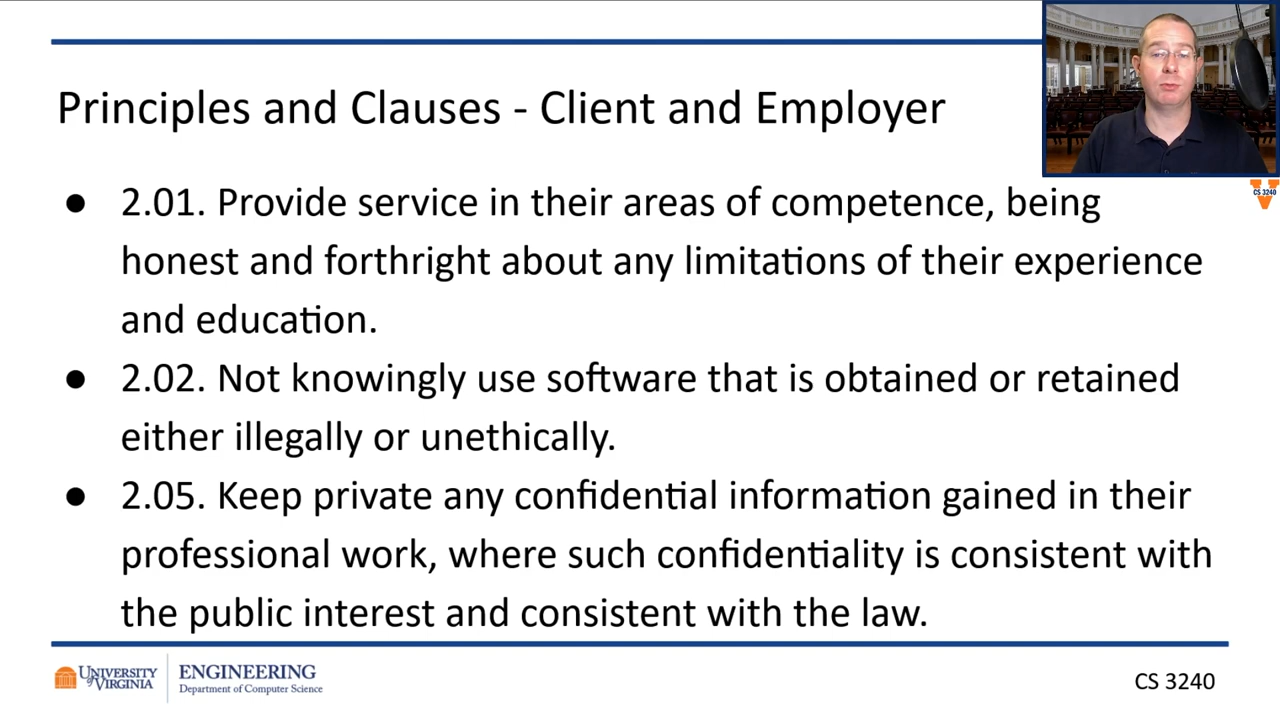 Principles and Clauses - Client and Employer
CS 3240
● 2.01. Provide service in their areas of competence, being
honest and forthright about any limitations of their experience
and education.
● 2.02. Not knowingly use software that is obtained or retained
either illegally or unethically.
● 2.05. Keep private any confidential information gained in their
professional work, where such confidentiality is consistent with
the public interest and consistent with the law.
UNIVERSITY
of VIRGINIA
ENGINEERING
Department of Computer Science
CS 3240